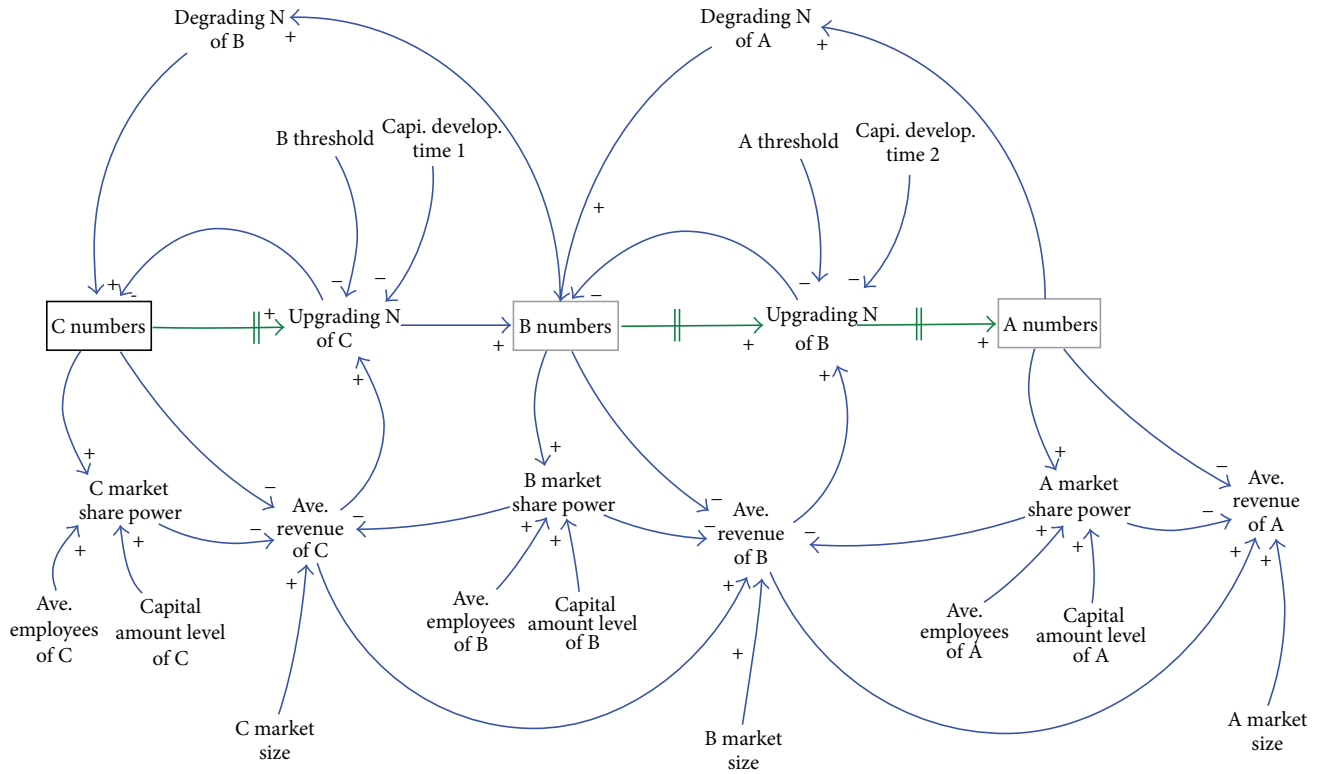 Degrading N
of B
+
Degrading N
of A
+
B threshold
Capi. develop.
time 1
A threshold
Capi. develop.
time 2
+
+
-
−
−
−
−
−
C numbers
+
Upgrading N
of C
+
B numbers
+
Upgrading N
of B
+
A numbers
+
+
+
+
+
C market
share power
−
−
Ave.
revenue
of C
−
B market
share power
−
−
Ave.
revenue
of B
−
A market
share power
−
−
Ave.
revenue
of A
+
+
+
+
+
+
+
+
+
+
Ave.
employees
of C
Capital
amount level
of C
Ave.
employees
of B
Capital
amount level
of B
Ave.
employees
of A
Capital
amount level
of A
+
C market
size
B market
size
A market
size